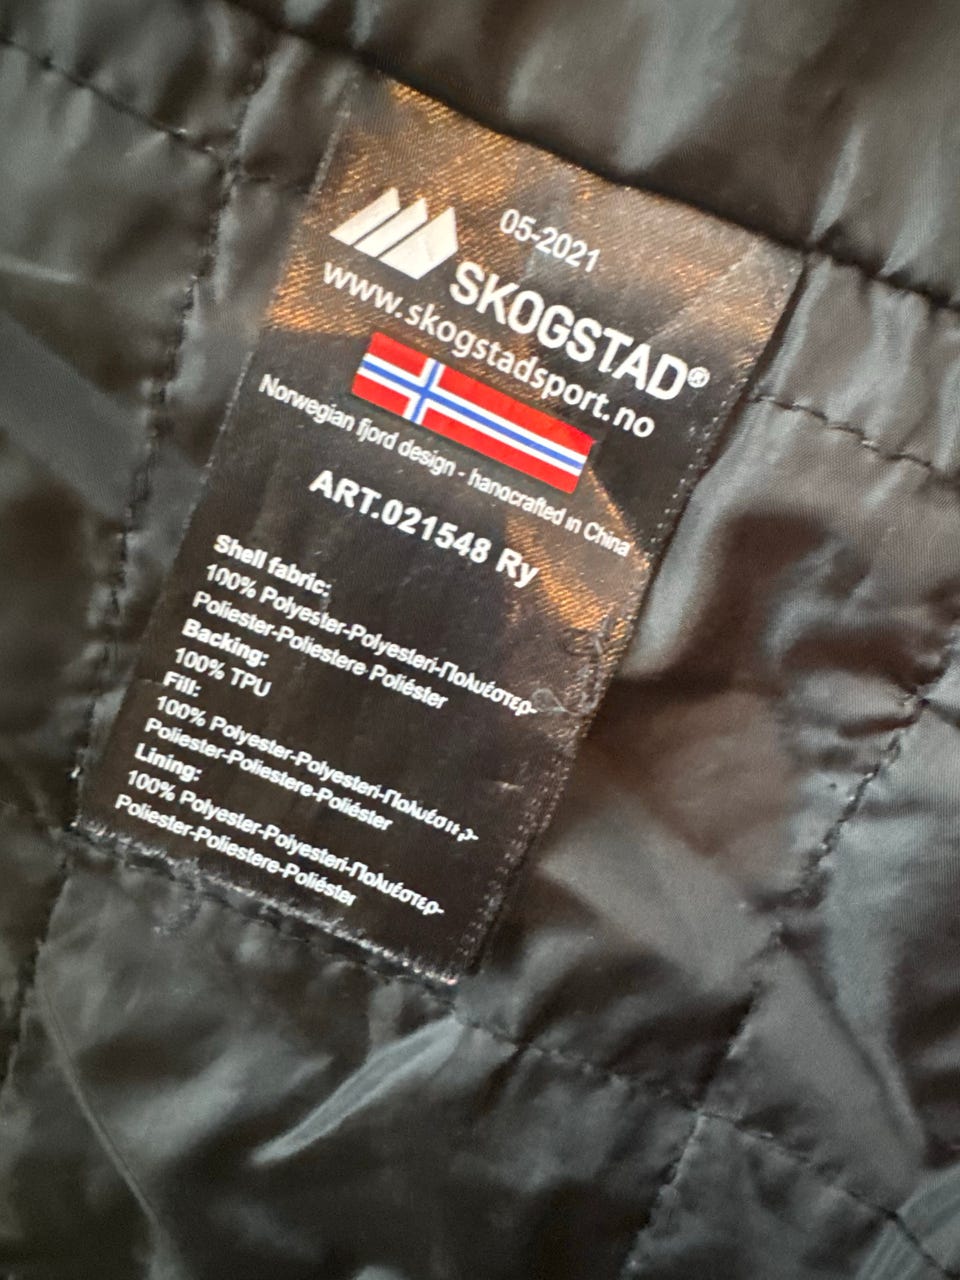 05-2021
SKOGSTAD®
www.skogstadsport.no
Norwegian fjord design - handcrafted in China
ART.021548 Ry
Shell fabric:
100% Polyester-Polyesteri-Πολυέστερ-
Poliester-Poliestere-Poliéster
Backing:
100% TPU
Fill:
100% Polyester-Polyesteri-Πολυέστερ-
Poliester-Poliestere-Poliéster
Lining:
100% Polyester-Polyesteri-Πολυέστερ-
Poliester-Poliestere-Poliéster